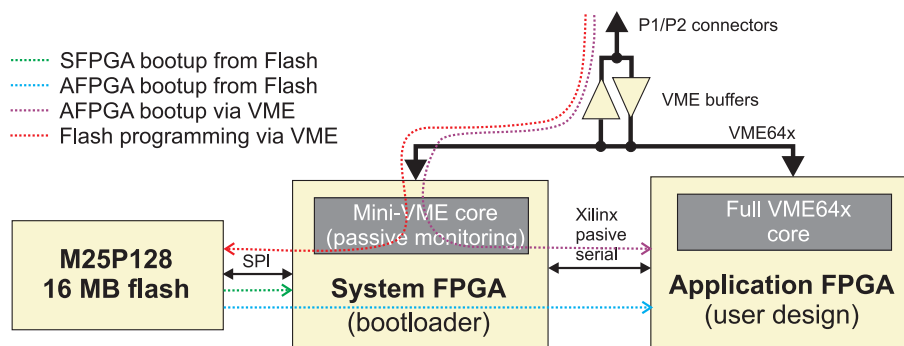 P1/P2 connectors
SFPGA bootup from Flash
AFPGA bootup from Flash
AFPGA bootup via VME
Flash programming via VME
VME buffers
VME64x
Mini-VME core
(passive monitoring)
Xilinx
pasive
serial
Full VME64x
core
M25P128
16 MB flash
SPI
System FPGA
(bootloader)
Application FPGA
(user design)